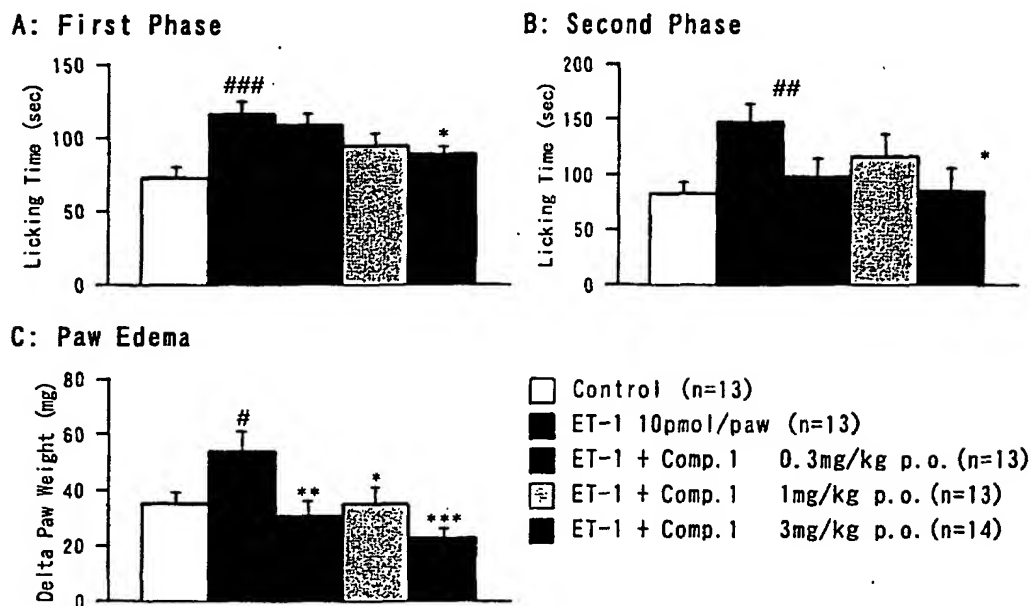 A: First Phase
150
100
50
0
Licking Time (sec)
###
*
B: Second Phase
200
150
100
50
0
Licking Time (sec)
##
*
C: Paw Edema
80
60
40
20
0
Delta Paw Weight (mg)
#
**
*
***
Control (n=13)
ET-1 10pmol/paw (n=13)
ET-1 + Comp.1 0.3mg/kg p.o.(n=13)
ET-1 + Comp.1 1mg/kg p.o.(n=13)
ET-1 + Comp.1 3mg/kg p.o.(n=14)